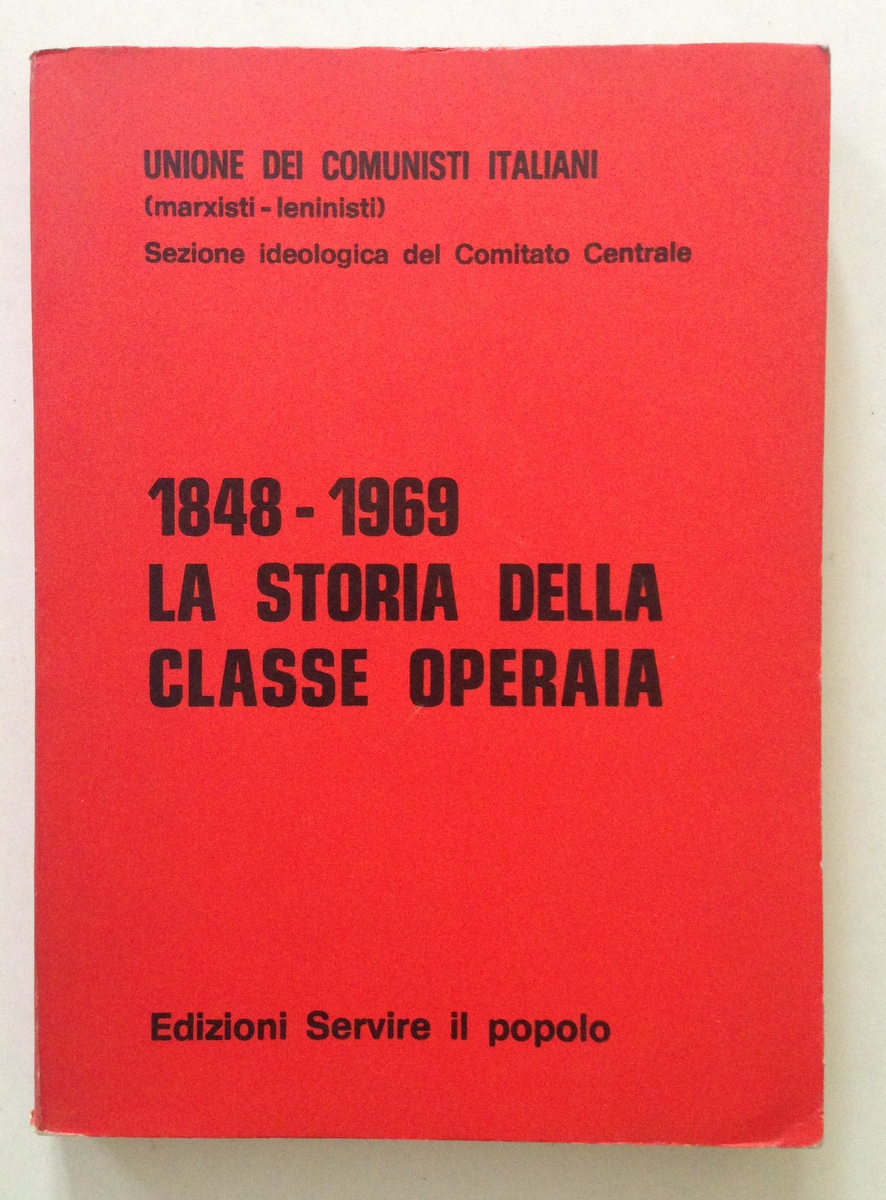 UNIONE DEI COMUNISTI ITALIANI
(marxisti-leninisti)
Sezione ideologica del Comitato Centrale
1848-1969
LA STORIA DELLA
CLASSE OPERAIA
Edizioni Servire il popolo